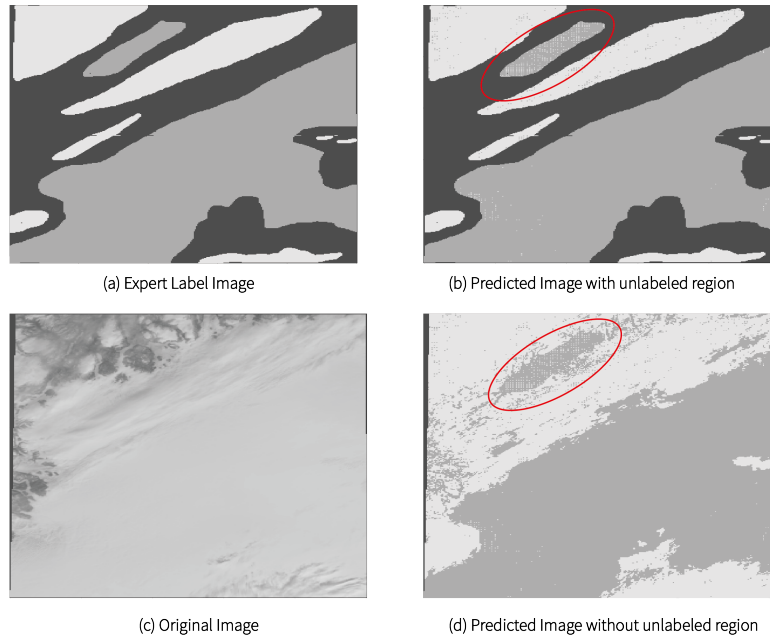 (a) Expert Label Image
(b) Predicted Image with unlabeled region
(c) Original Image
(d) Predicted Image without unlabeled region